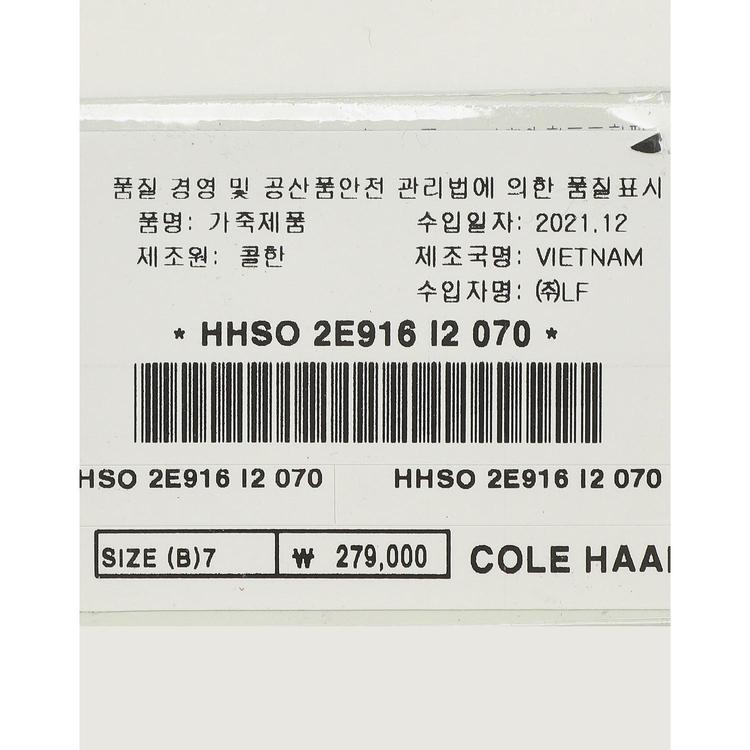 품질 경영 및 공산품안전 관리법에 의한 품질표시
품명: 가죽제품 수입일자: 2021.12
제조원: 콜한 제조국명: VIETNAM
수입자명: ㈜LF
* HHSO 2E916 I2 070 *
HSO 2E916 I2 070 HHSO 2E916 I2 070
SIZE (B)7 ₩ 279,000 COLE HAA